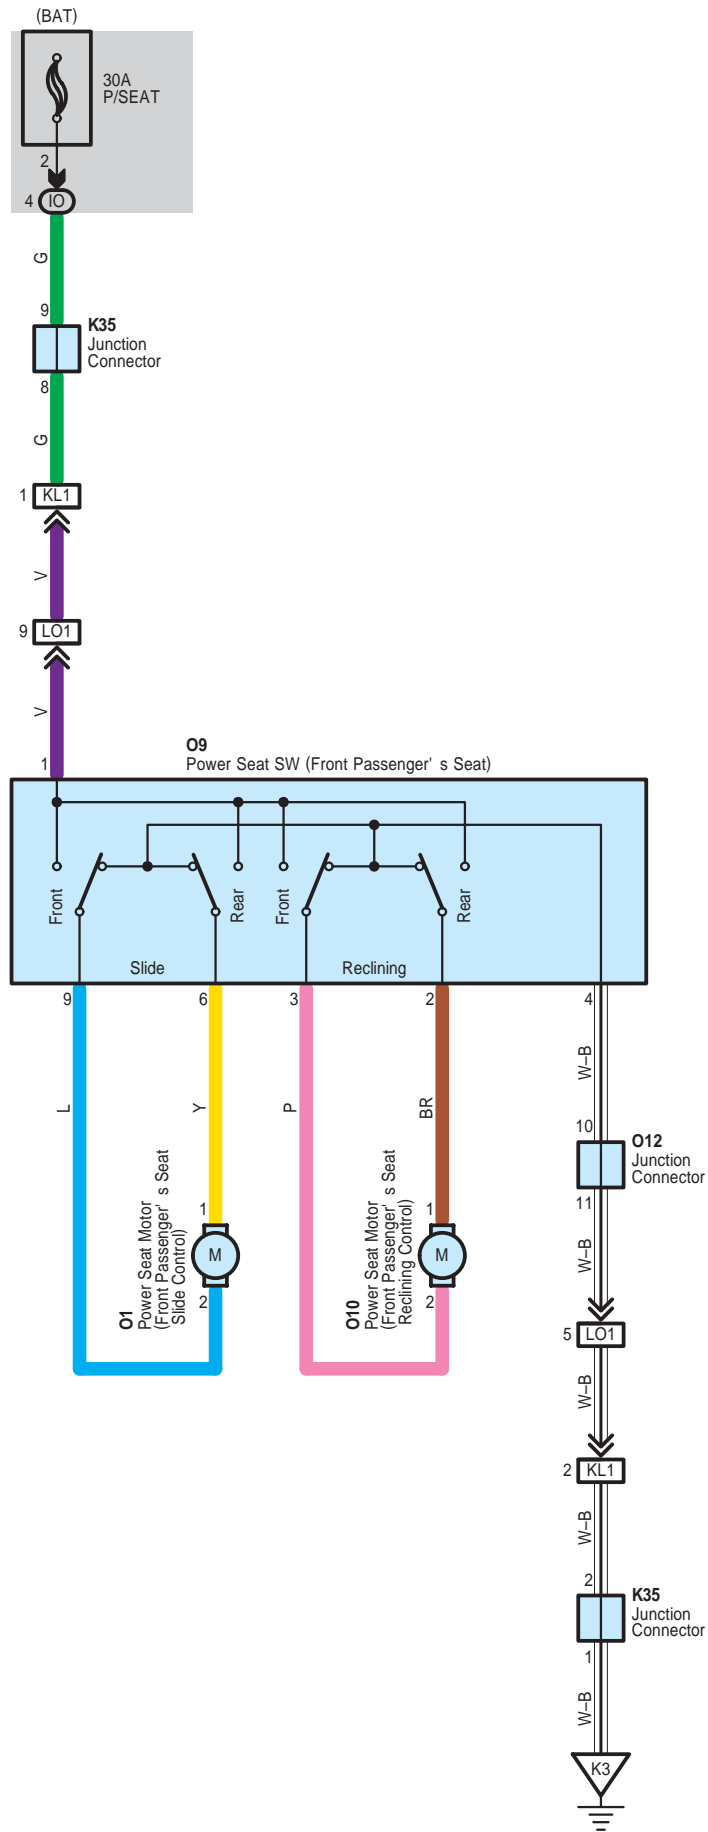 (BAT)
30A
P/SEAT
2
4
IO
G
9
K35
Junction
Connector
8
G
1
KL1
V
9
LO1
V
1
O9
Power Seat SW (Front Passenger' s Seat)
Front
Rear
Front
Rear
Slide
Reclining
9
6
3
2
4
L
Y
P
BR
W–B
10
O12
Junction
Connector
11
W–B
O1
Power Seat Motor
(Front Passenger' s Seat
Slide Control)
1
M
2
O10
Power Seat Motor
(Front Passenger' s Seat
Reclining Control)
1
M
2
5
LO1
W–B
2
KL1
W–B
2
K35
Junction
Connector
1
W–B
K3